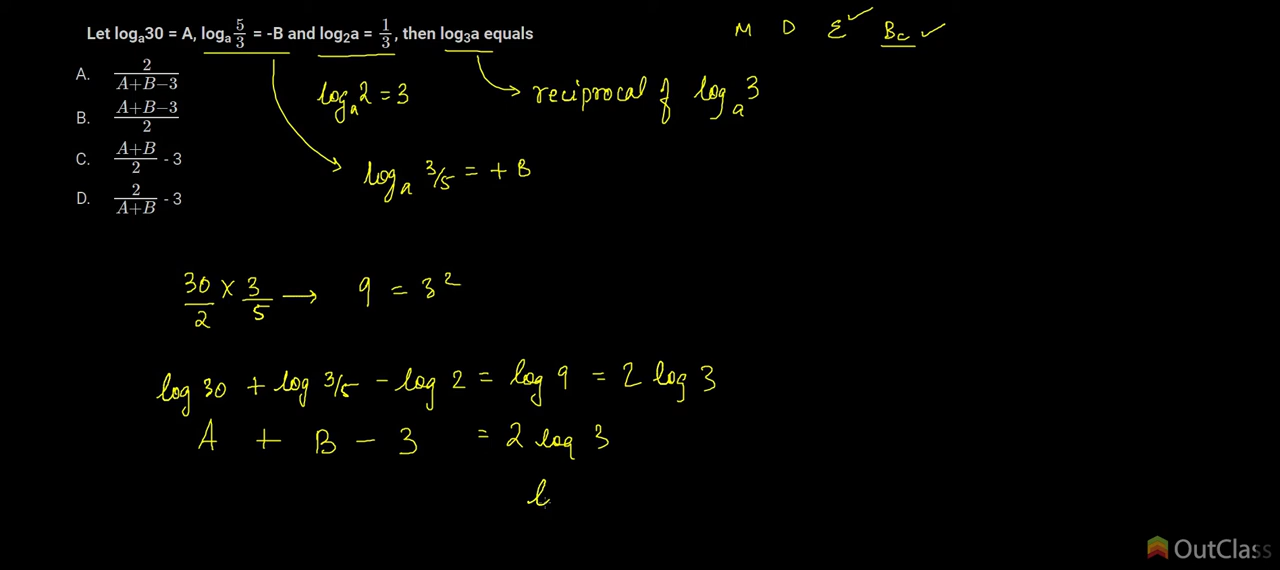 Let logₐ30 = A, logₐ 5/3 = -B and log₂a = 1/3, then log₃a equals
M D E ✓ Bc ✓
A. 2/(A+B−3)
B. (A+B−3)/2
C. (A+B)/2 - 3
D. 2/(A+B) - 3
logₐ2 = 3
reciprocal of logₐ3
logₐ 3/5 = + B
30/2 × 3/5 → 9 = 3²
log 30 + log 3/5 − log 2 = log 9 = 2 log 3
A + B − 3 = 2 log 3
l
OutClass